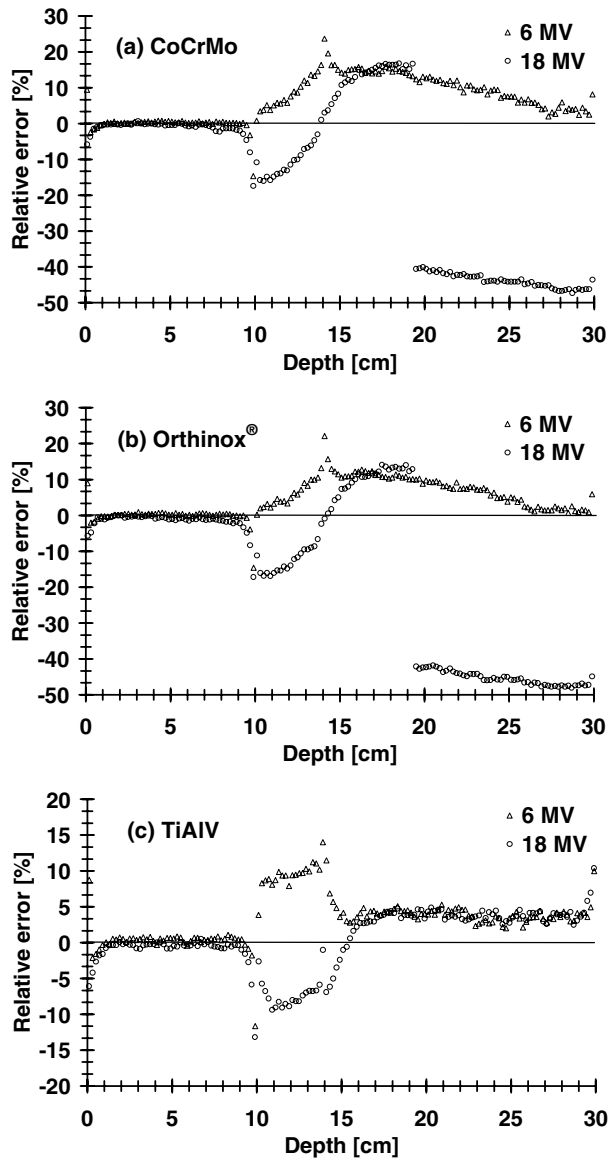 (a) CoCrMo
△ 6 MV
○ 18 MV
Relative error [%]
30
20
10
0
-10
-20
-30
-40
-50
0 5 10 15 20 25 30
Depth [cm]
(b) Orthinox®
△ 6 MV
○ 18 MV
Relative error [%]
30
20
10
0
-10
-20
-30
-40
-50
0 5 10 15 20 25 30
Depth [cm]
(c) TiAlV
△ 6 MV
○ 18 MV
Relative error [%]
20
15
10
5
0
-5
-10
-15
-20
0 5 10 15 20 25 30
Depth [cm]